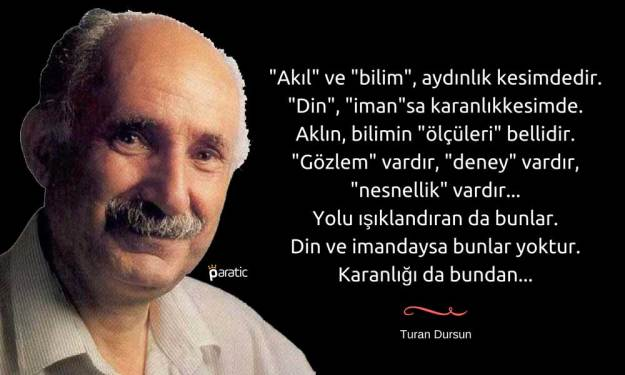 "Akıl" ve "bilim", aydınlık kesimdedir.
"Din", "iman"sa karanlıkkesimde.
Aklın, bilimin "ölçüleri" bellidir.
"Gözlem" vardır, "deney" vardır,
"nesnellik" vardır...
Yolu ışıklandıran da bunlar.
Din ve imandaysa bunlar yoktur.
Karanlığı da bundan...
paratic
Turan Dursun